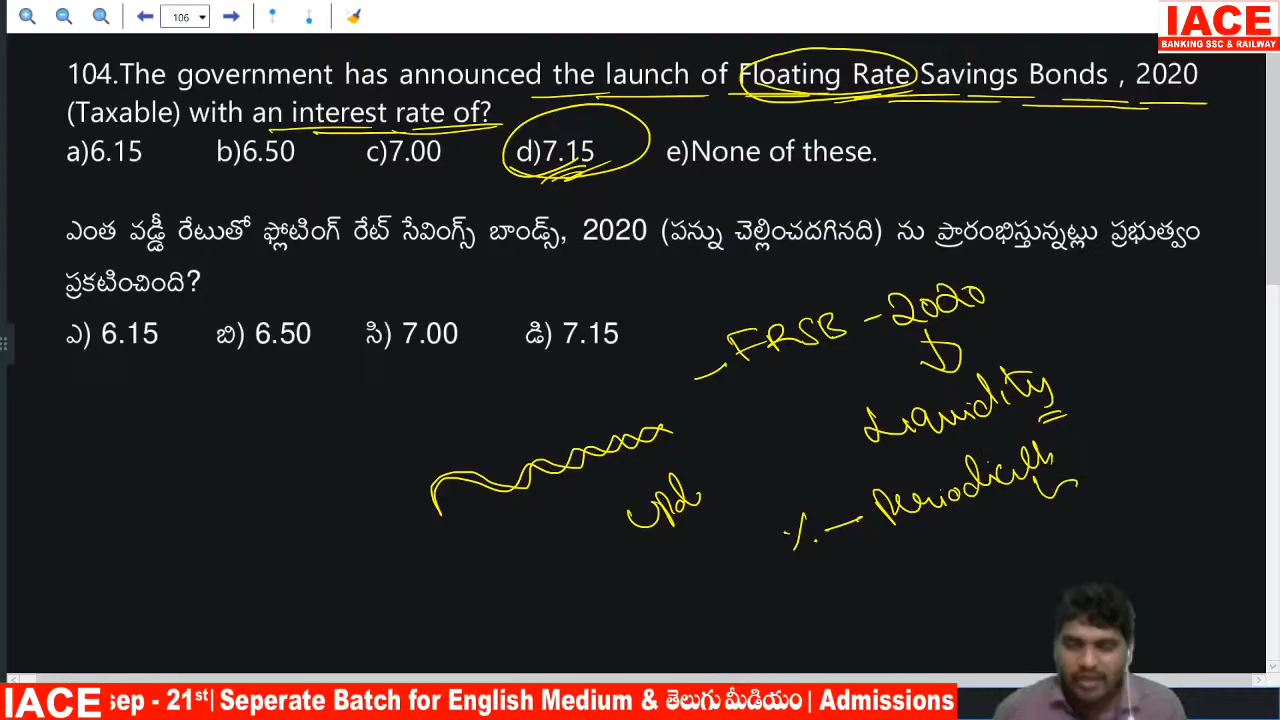 106
IACE
BANKING SSC & RAILWAY
104.The government has announced the launch of Floating Rate Savings Bonds , 2020
(Taxable) with an interest rate of?
a)6.15 b)6.50 c)7.00 d)7.15 e)None of these.
ఎంత వడ్డీ రేటుతో ఫ్లోటింగ్ రేట్ సేవింగ్స్ బాండ్స్, 2020 (పన్ను చెల్లించదగినది) ను ప్రారంభిస్తున్నట్లు ప్రభుత్వం
ప్రకటించింది?
ఎ) 6.15 బి) 6.50 సి) 7.00 డి) 7.15
- FRSB - 2020
Liquidity
upd
% - Periodically
IACE sep - 21st| Seperate Batch for English Medium & తెలుగు మీడియం | Admissions